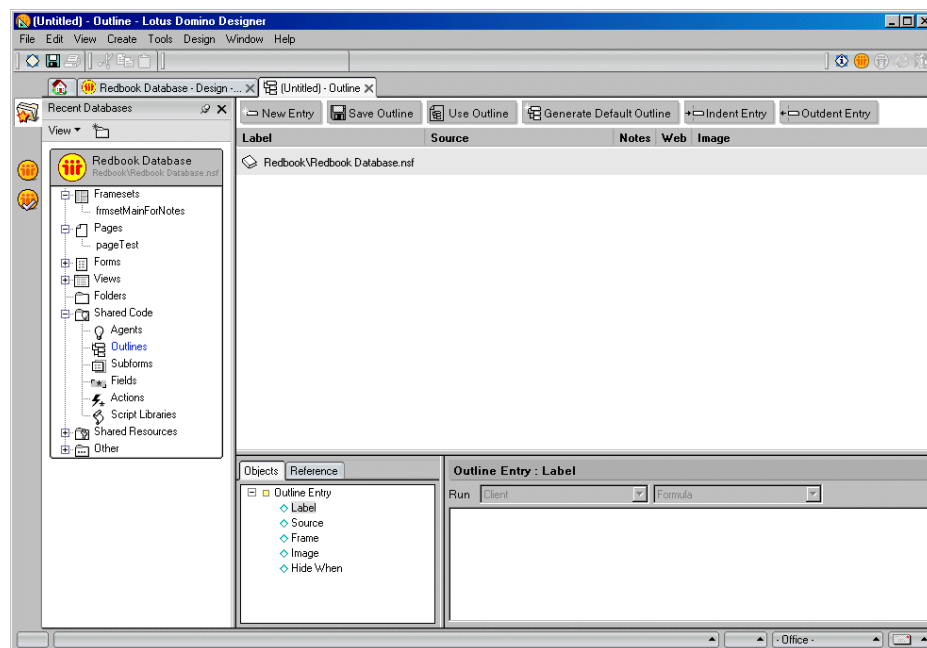 (Untitled) - Outline - Lotus Domino Designer
File Edit View Create Tools Design Window Help
Redbook Database - Design -... (Untitled) - Outline
Recent Databases
View
New Entry Save Outline Use Outline Generate Default Outline Indent Entry Outdent Entry
Label Source Notes Web Image
Redbook\Redbook Database.nsf
Redbook Database
Redbook\Redbook Database.nsf
Framesets
frmsetMainForNotes
Pages
pageTest
Forms
Views
Folders
Shared Code
Agents
Outlines
Subforms
Fields
Actions
Script Libraries
Shared Resources
Other
Objects Reference
Outline Entry
Label
Source
Frame
Image
Hide When
Outline Entry : Label
Run Client Formula
- Office -